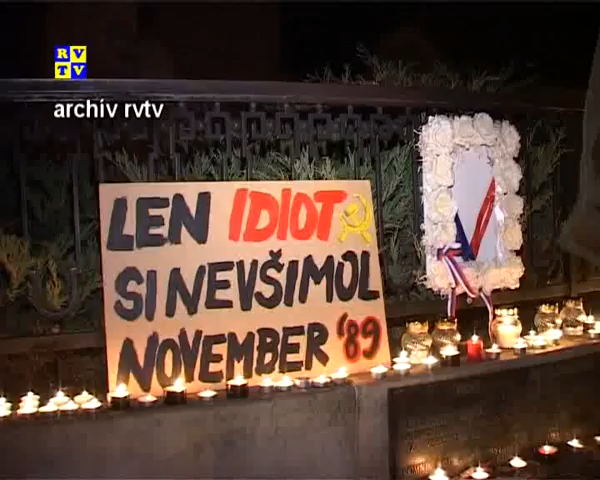 RV
TV
archív rvtv
LEN IDIOT
SI NEVŠIMOL
NOVEMBER '89